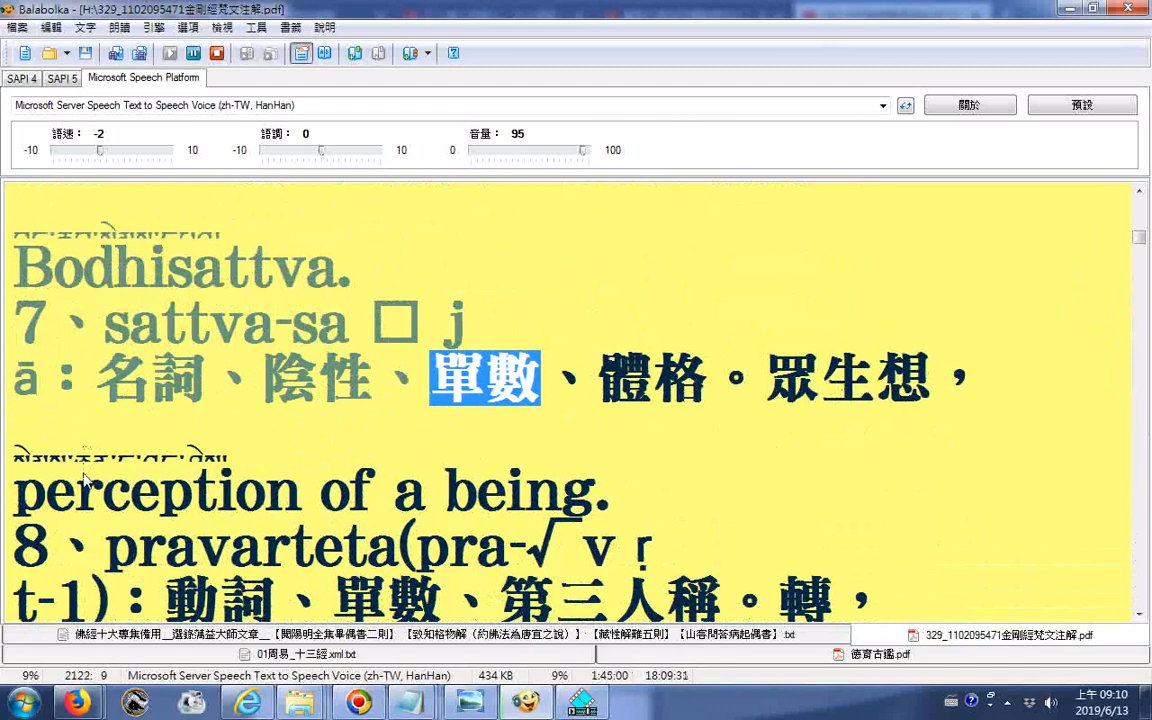 Balabolka - [H:\329_1102095471金剛經梵文注解.pdf]
檔案 編輯 文字 朗讀 引擎 選項 檢視 工具 書籤 說明
SAPI 4 SAPI 5 Microsoft Speech Platform
Microsoft Server Speech Text to Speech Voice (zh-TW, HanHan)
關於 預設
語速: -2 語調: 0 音量: 95
-10 10 -10 10 0 100
Bodhisattva.
7、sattva-sa □ j
ā:名詞、陰性、單數、體格。眾生想,
perception of a being.
8、pravarteta(pra-√ v ṛ
t-1):動詞、單數、第三人稱。轉,
329_1102095471金剛經梵文注解.pdf
01周易_十三經.xml.txt 德育古鑑.pdf
9% 2122: 9 Microsoft Server Speech Text to Speech Voice (zh-TW, HanHan) 434 KB 9% 1:45:00 18:09:31
上午 09:10
2019/6/13